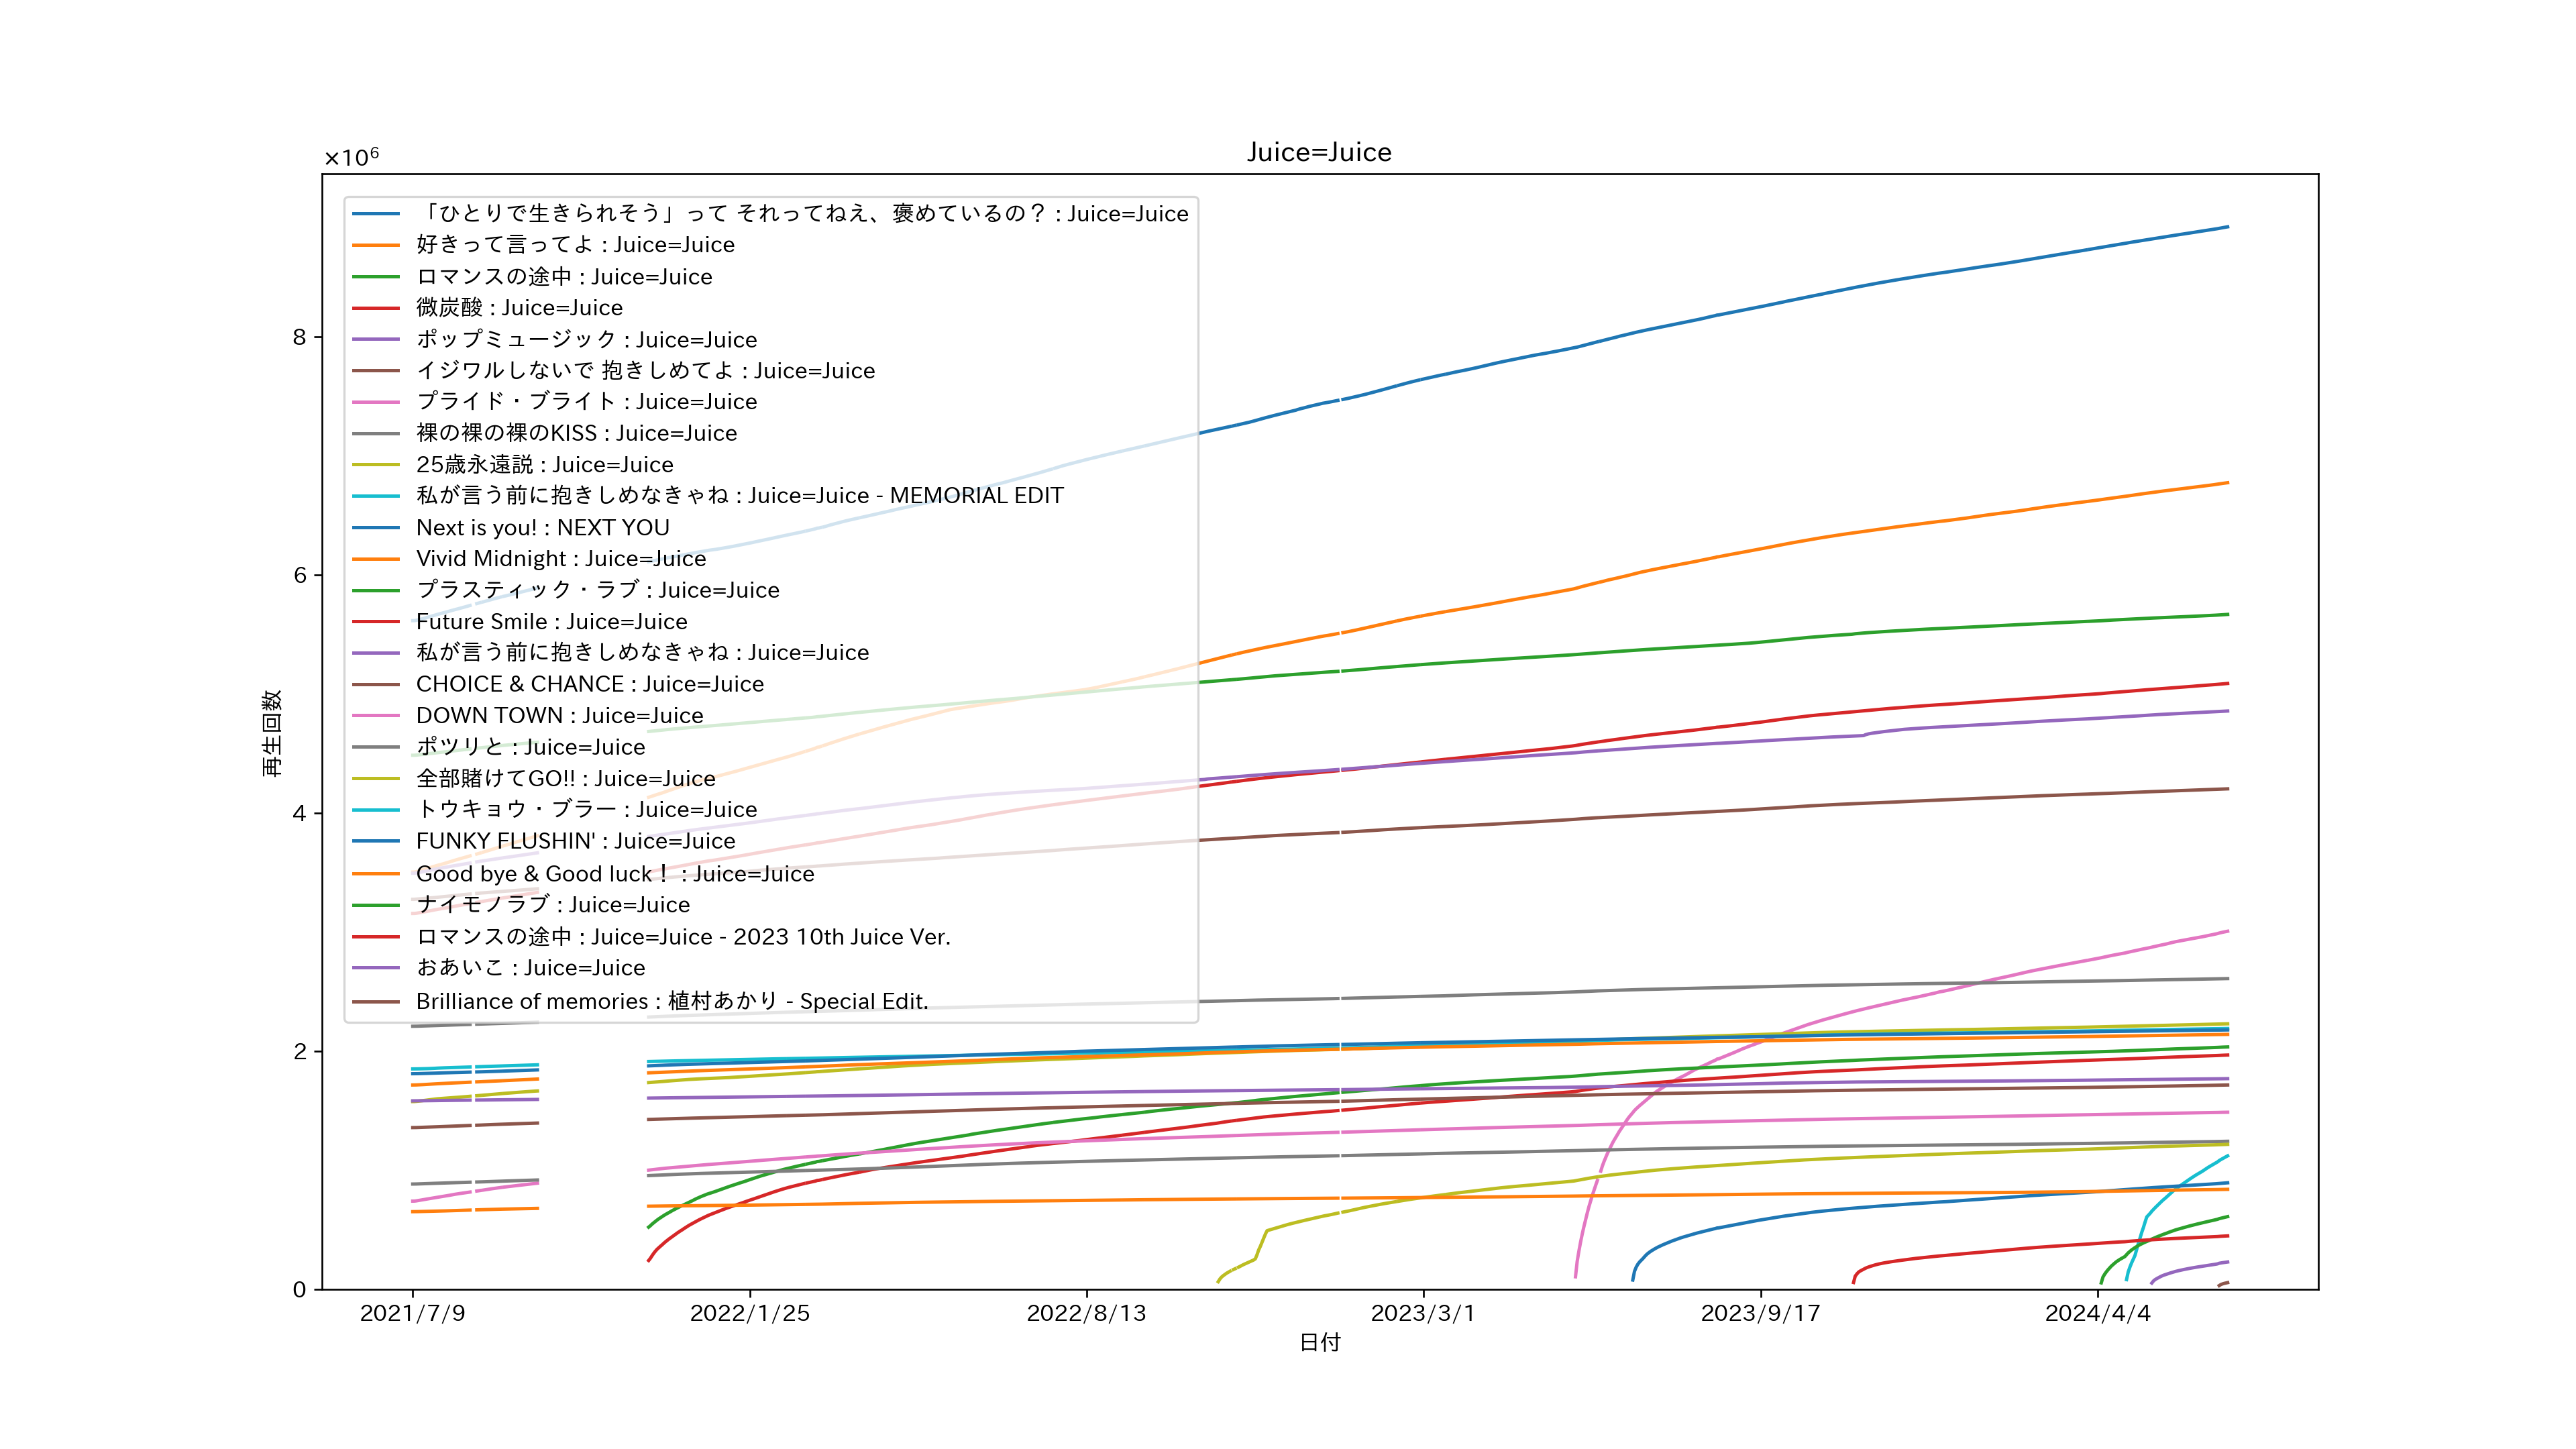 Juice=Juice
×10⁶
「ひとりで生きられそう」って それってねえ、褒めているの？ : Juice=Juice
好きって言ってよ : Juice=Juice
ロマンスの途中 : Juice=Juice
微炭酸 : Juice=Juice
ポップミュージック : Juice=Juice
イジワルしないで 抱きしめてよ : Juice=Juice
プライド・ブライト : Juice=Juice
裸の裸の裸のKISS : Juice=Juice
25歳永遠説 : Juice=Juice
私が言う前に抱きしめなきゃね : Juice=Juice - MEMORIAL EDIT
Next is you! : NEXT YOU
Vivid Midnight : Juice=Juice
プラスティック・ラブ : Juice=Juice
Future Smile : Juice=Juice
私が言う前に抱きしめなきゃね : Juice=Juice
CHOICE & CHANCE : Juice=Juice
DOWN TOWN : Juice=Juice
ポツリと : Juice=Juice
全部賭けてGO!! : Juice=Juice
トウキョウ・ブラー : Juice=Juice
FUNKY FLUSHIN' : Juice=Juice
Good bye & Good luck！ : Juice=Juice
ナイモノラブ : Juice=Juice
ロマンスの途中 : Juice=Juice - 2023 10th Juice Ver.
おあいこ : Juice=Juice
Brilliance of memories : 植村あかり - Special Edit.
8
6
4
2
0
再生回数
2021/7/9
2022/1/25
2022/8/13
2023/3/1
2023/9/17
2024/4/4
日付